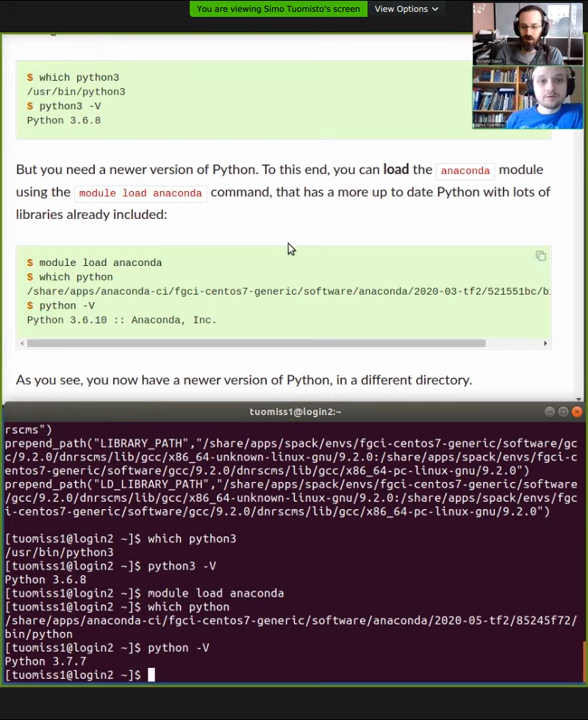 You are viewing Simo Tuomisto's screen
View Options
$ which python3
/usr/bin/python3
$ python3 -V
Python 3.6.8
But you need a newer version of Python. To this end, you can load the anaconda module
using the module load anaconda command, that has a more up to date Python with lots of
libraries already included:
$ module load anaconda
$ which python
/share/apps/anaconda-ci/fgci-centos7-generic/software/anaconda/2020-03-tf2/521551bc/b
$ python -V
Python 3.6.10 :: Anaconda, Inc.
As you see, you now have a newer version of Python, in a different directory.
tuomiss1@login2:~
rscms")
prepend_path("LIBRARY_PATH","/share/apps/spack/envs/fgci-centos7-generic/software/gc
c/9.2.0/dnrscms/lib/gcc/x86_64-unknown-linux-gnu/9.2.0:/share/apps/spack/envs/fgci-c
entos7-generic/software/gcc/9.2.0/dnrscms/lib/gcc/x86_64-pc-linux-gnu/9.2.0")
prepend_path("LD_LIBRARY_PATH","/share/apps/spack/envs/fgci-centos7-generic/software
/gcc/9.2.0/dnrscms/lib/gcc/x86_64-unknown-linux-gnu/9.2.0:/share/apps/spack/envs/fgc
i-centos7-generic/software/gcc/9.2.0/dnrscms/lib/gcc/x86_64-pc-linux-gnu/9.2.0")
[tuomiss1@login2 ~]$ which python3
/usr/bin/python3
[tuomiss1@login2 ~]$ python3 -V
Python 3.6.8
[tuomiss1@login2 ~]$ module load anaconda
[tuomiss1@login2 ~]$ which python
/share/apps/anaconda-ci/fgci-centos7-generic/software/anaconda/2020-05-tf2/85245f72/
bin/python
[tuomiss1@login2 ~]$ python -V
Python 3.7.7
[tuomiss1@login2 ~]$